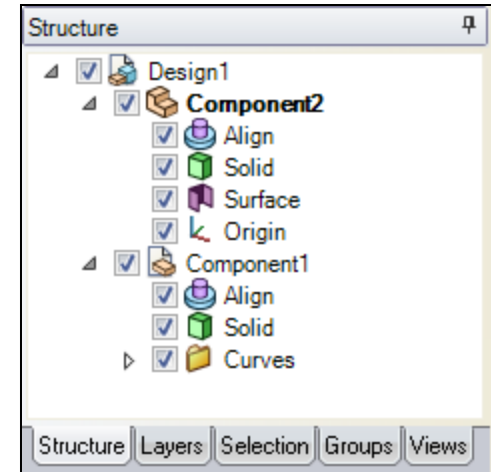 Structure
Design1
Component2
Align
Solid
Surface
Origin
Component1
Align
Solid
Curves
Structure Layers Selection Groups Views